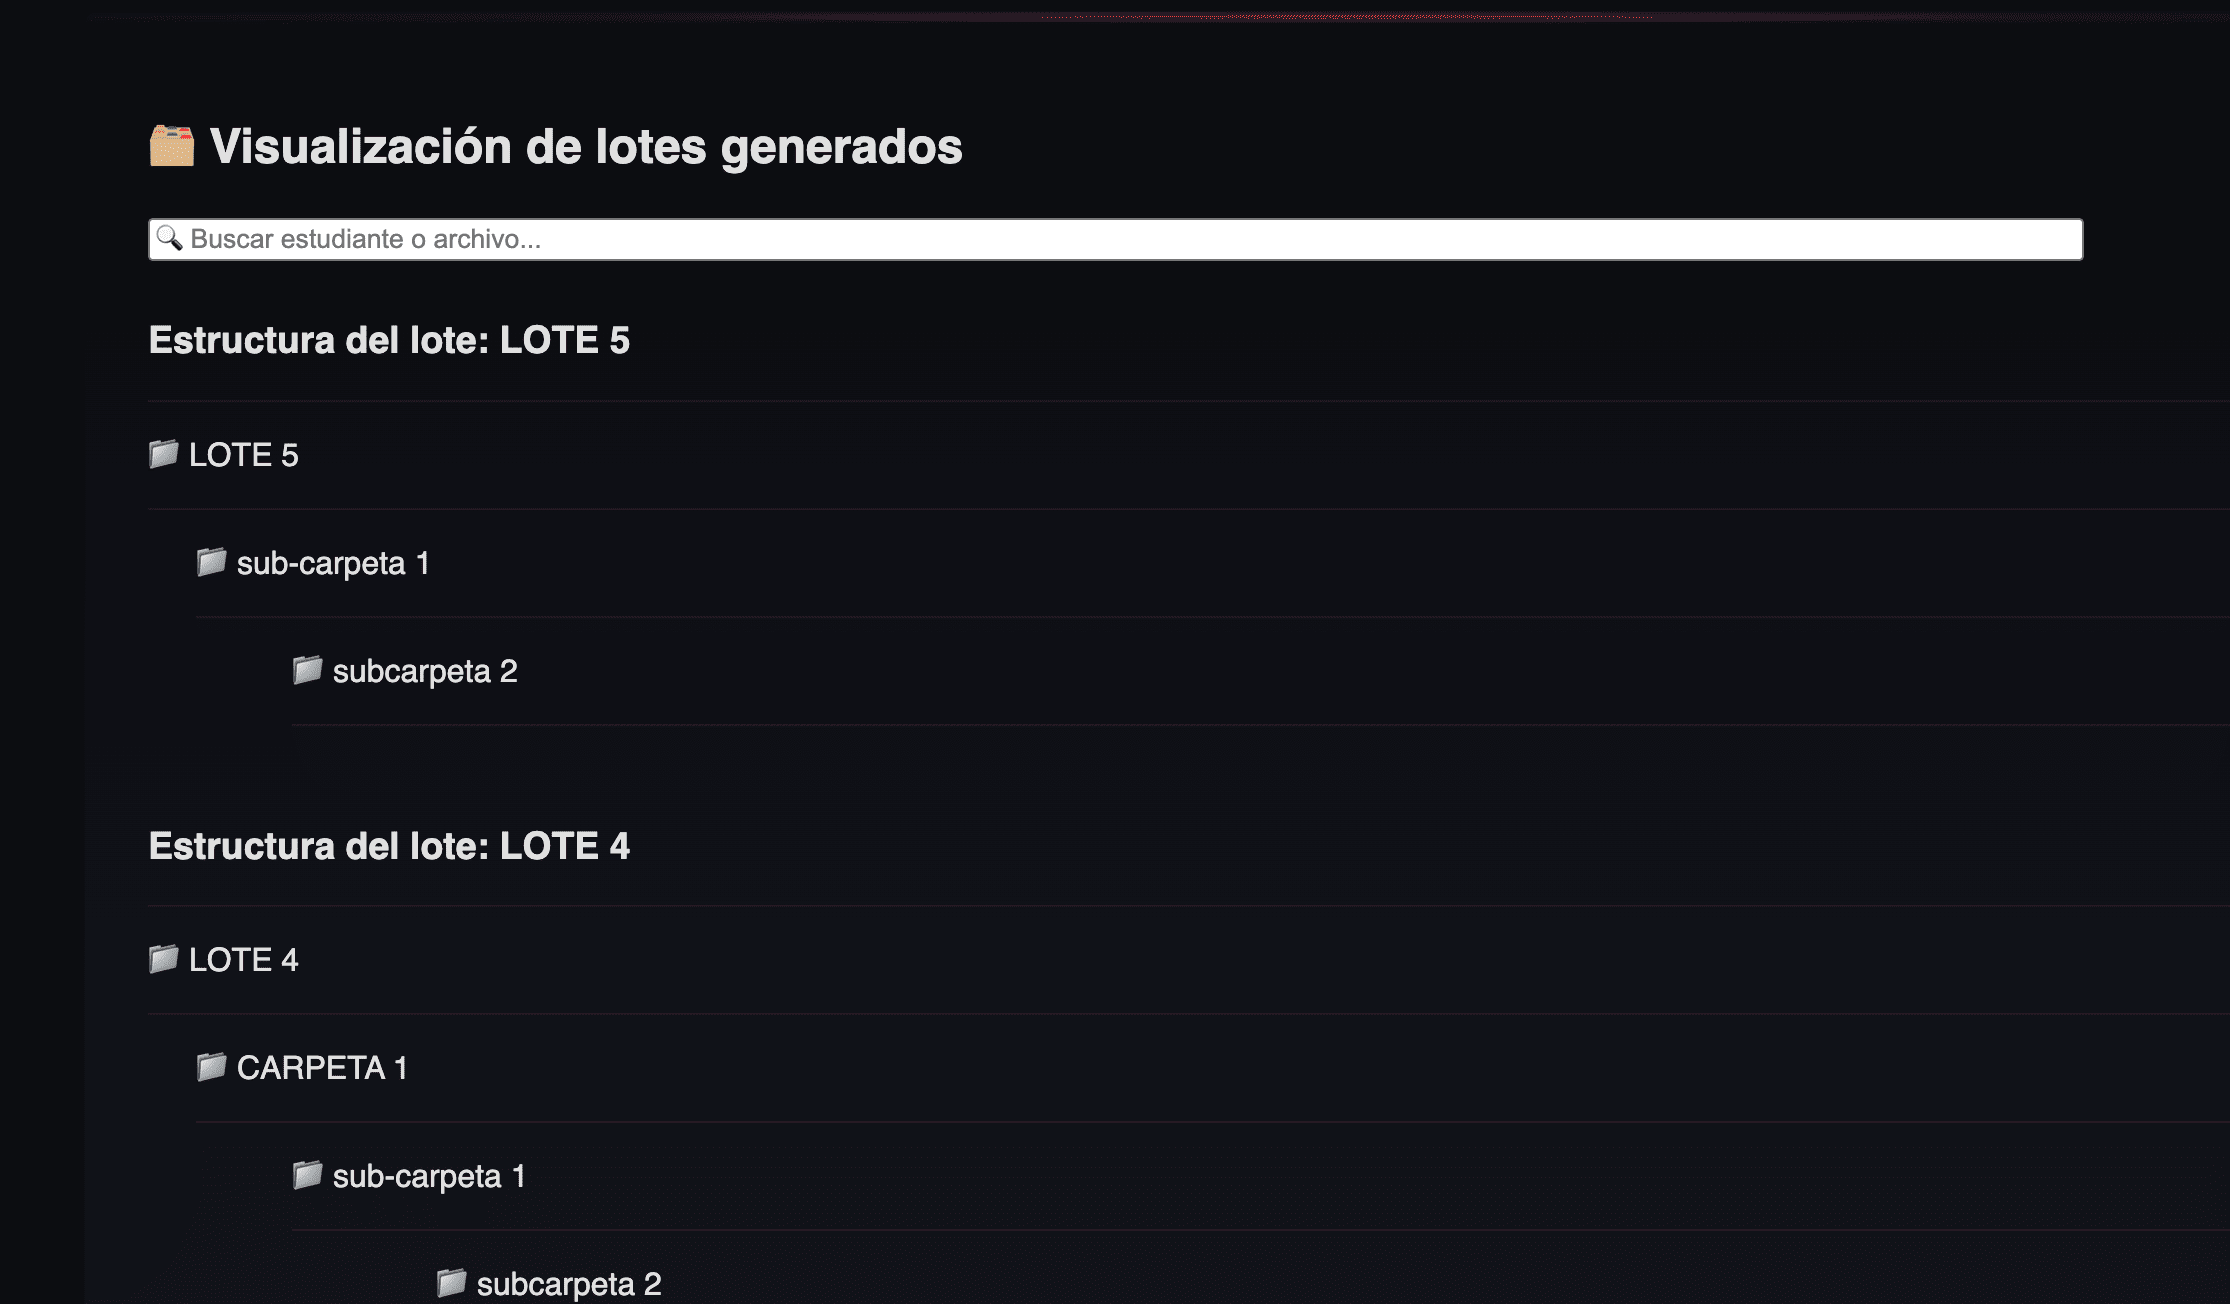 Visualización de lotes generados
Buscar estudiante o archivo...
Estructura del lote: LOTE 5
LOTE 5
sub-carpeta 1
subcarpeta 2
Estructura del lote: LOTE 4
LOTE 4
CARPETA 1
sub-carpeta 1
subcarpeta 2